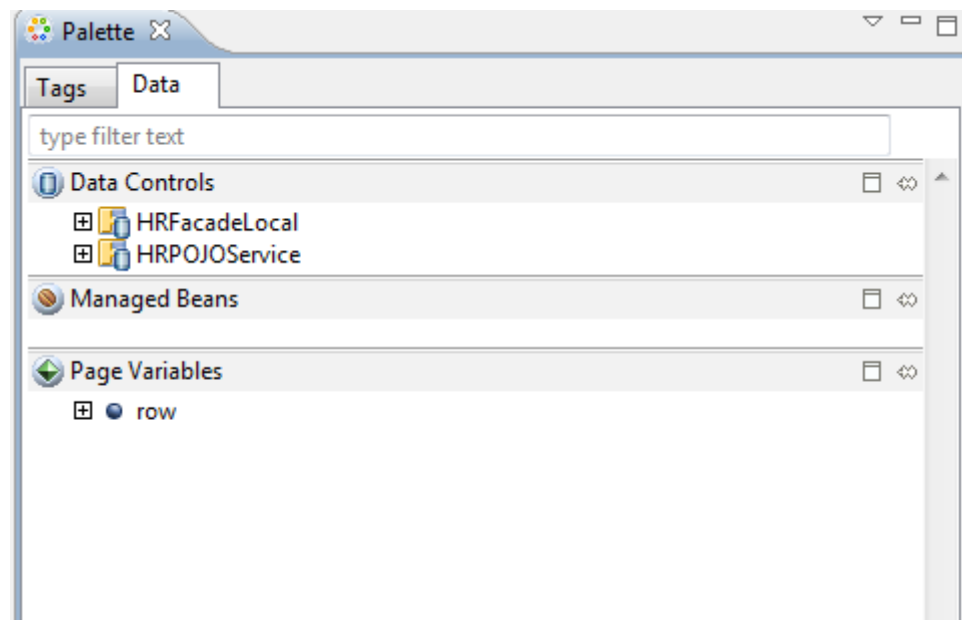 Palette
Tags Data
type filter text
Data Controls
HRFacadeLocal
HRPOJOService
Managed Beans
Page Variables
row